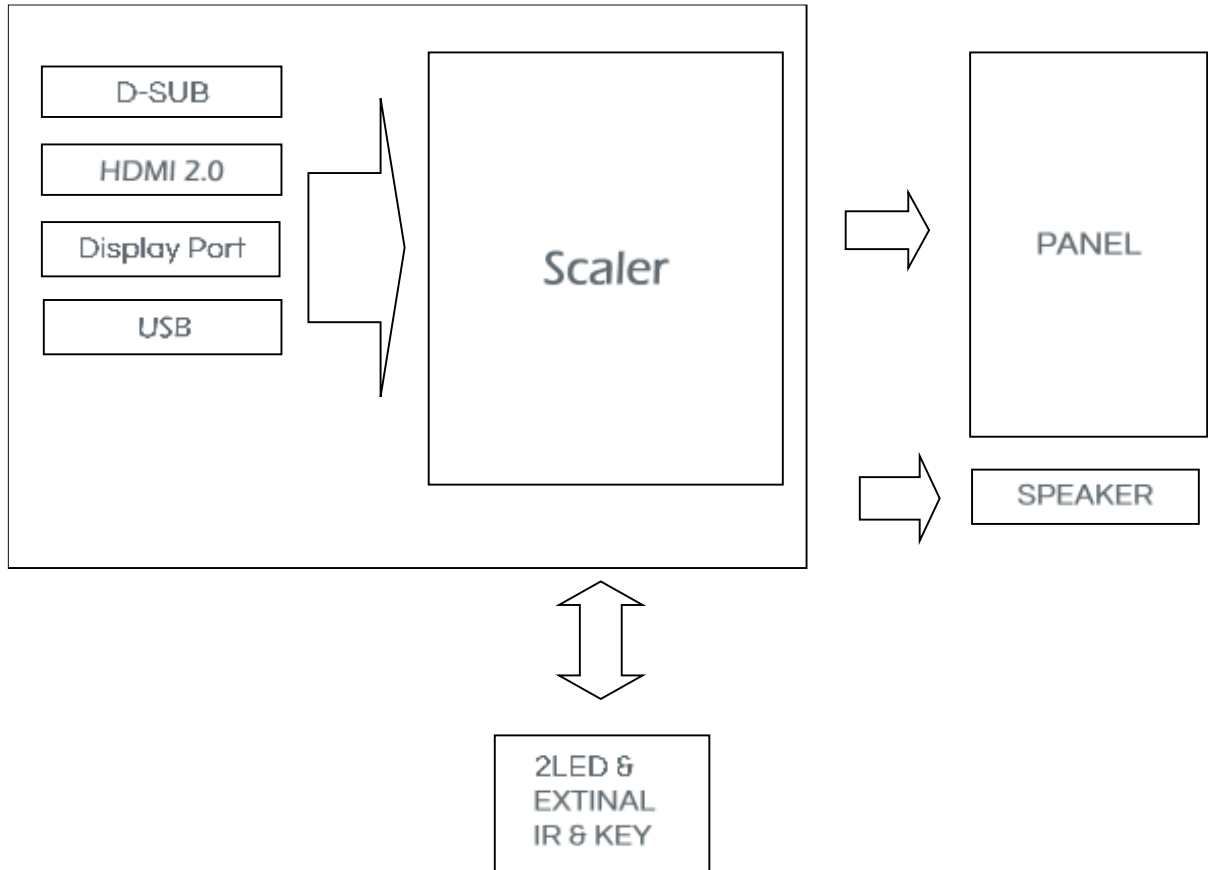 D-SUB
HDMI 2.0
Display Port
USB
Scaler
PANEL
SPEAKER
2LED &
EXTINAL
IR & KEY